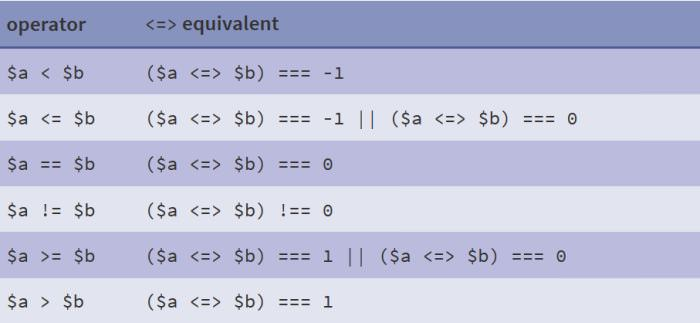 operator <=> equivalent
$a < $b ($a <=> $b) === -1
$a <= $b ($a <=> $b) === -1 || ($a <=> $b) === 0
$a == $b ($a <=> $b) === 0
$a != $b ($a <=> $b) !== 0
$a >= $b ($a <=> $b) === 1 || ($a <=> $b) === 0
$a > $b ($a <=> $b) === 1